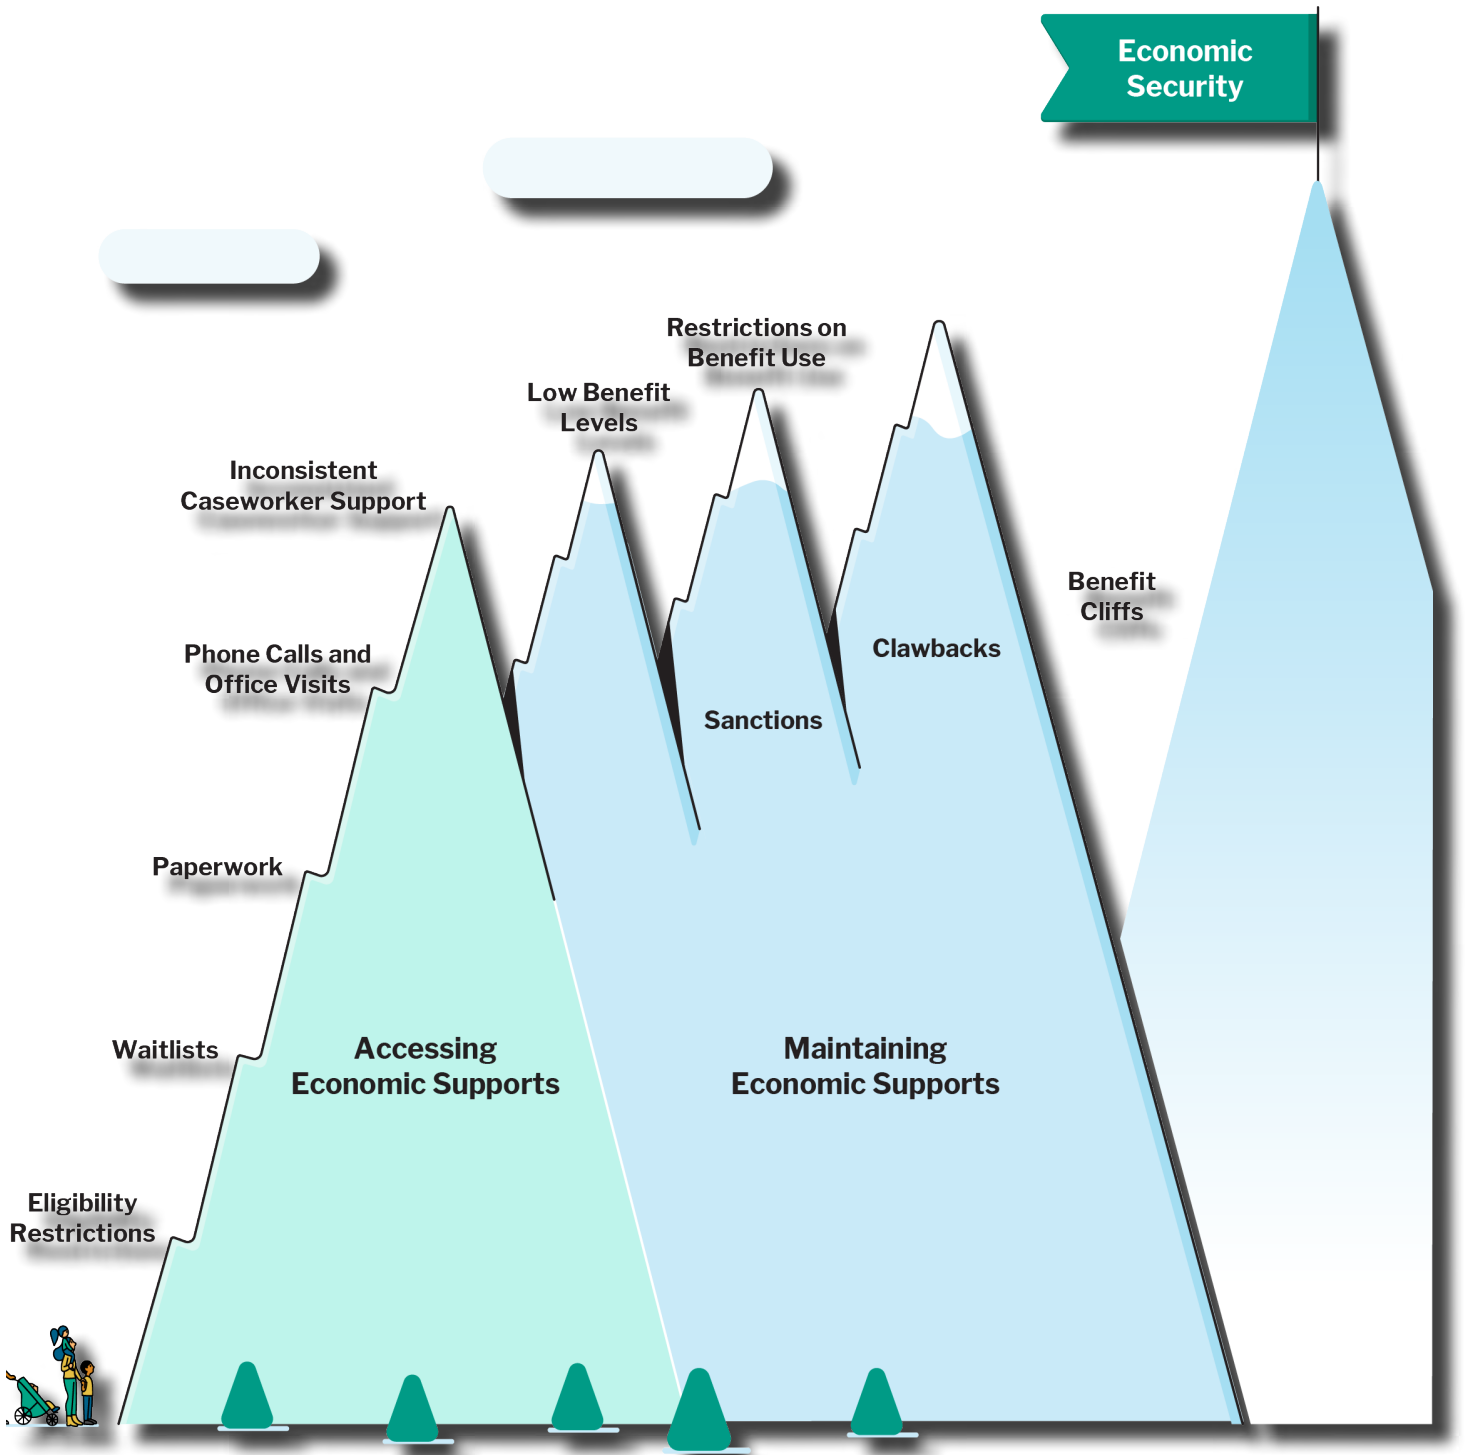 Economic
Security
Restrictions on
Benefit Use
Low Benefit
Levels
Inconsistent
Caseworker Support
Benefit
Cliffs
Clawbacks
Phone Calls and
Office Visits
Sanctions
Paperwork
Waitlists
Accessing
Economic Supports
Maintaining
Economic Supports
Eligibility
Restrictions